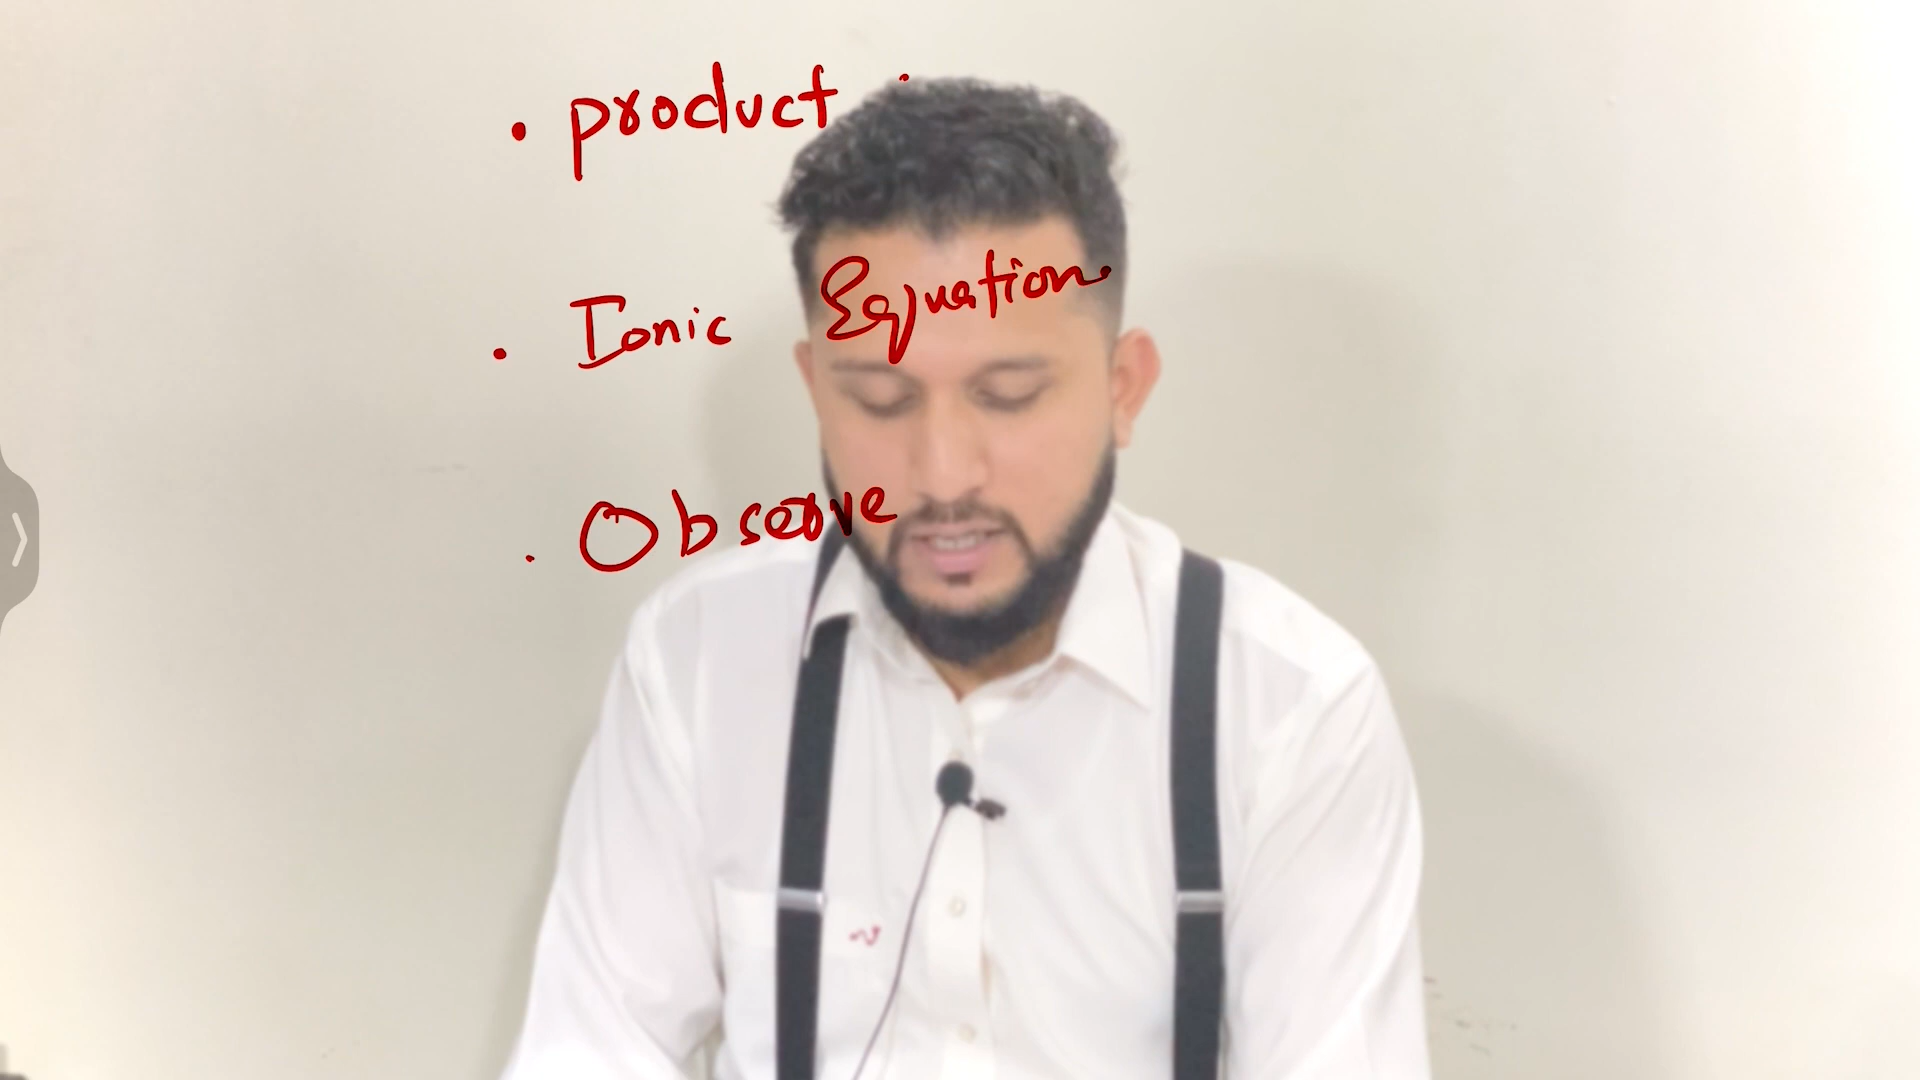 • product
• Ionic Equation
• Observe